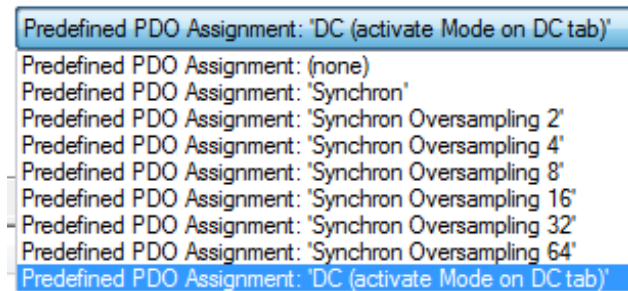 Predefined PDO Assignment: 'DC (activate Mode on DC tab)'
Predefined PDO Assignment: (none)
Predefined PDO Assignment: 'Synchron'
Predefined PDO Assignment: 'Synchron Oversampling 2'
Predefined PDO Assignment: 'Synchron Oversampling 4'
Predefined PDO Assignment: 'Synchron Oversampling 8'
Predefined PDO Assignment: 'Synchron Oversampling 16'
Predefined PDO Assignment: 'Synchron Oversampling 32'
Predefined PDO Assignment: 'Synchron Oversampling 64'
Predefined PDO Assignment: 'DC (activate Mode on DC tab)'